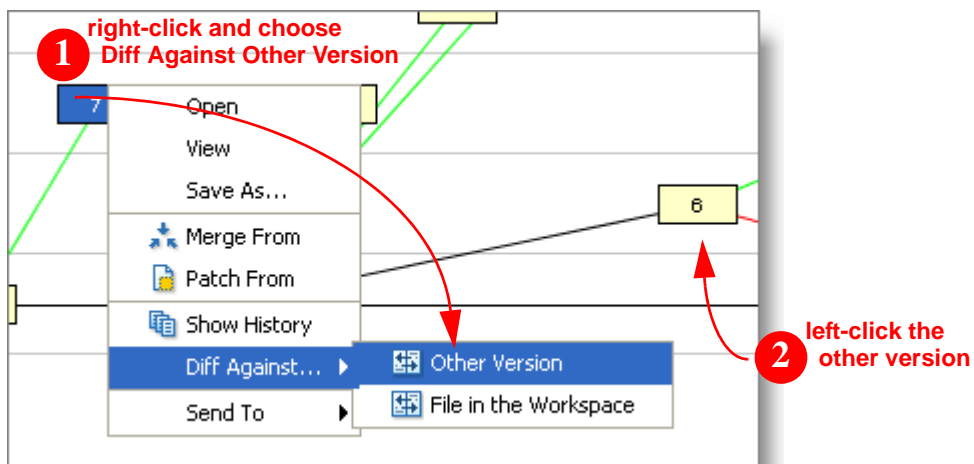 right-click and choose
1 Diff Against Other Version
7
Open
View
Save As...
6
Merge From
Patch From
Show History
left-click the
2 other version
Diff Against...
Other Version
Send To
File in the Workspace